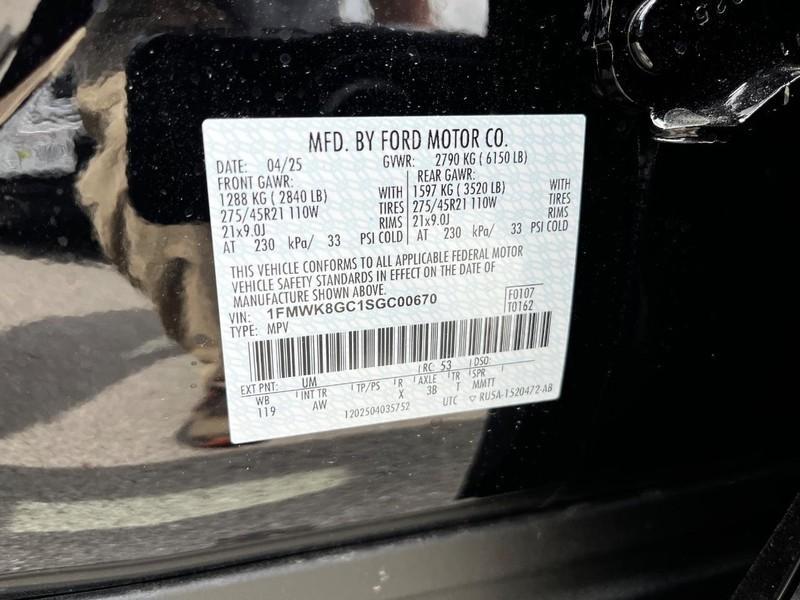 MFD. BY FORD MOTOR CO.
DATE: 04/25 GVWR: 2790 KG ( 6150 LB)
FRONT GAWR: REAR GAWR:
1288 KG ( 2840 LB) WITH 1597 KG ( 3520 LB) WITH
275/45R21 110W TIRES 275/45R21 110W TIRES
21x9.0J RIMS 21x9.0J RIMS
AT 230 kPa/ 33 PSI COLD AT 230 kPa/ 33 PSI COLD
THIS VEHICLE CONFORMS TO ALL APPLICABLE FEDERAL MOTOR
VEHICLE SAFETY STANDARDS IN EFFECT ON THE DATE OF
MANUFACTURE SHOWN ABOVE.
VIN: 1FMWK8GC1SGC00670 F0107
TYPE: MPV T0162
EXT PNT: UM RC: 53 DSO:
WB INT TR TP/PS R AXLE TR SPR
119 AW X 3B T MMTT
1202504035752 UTC ▽ RU5A-1520472-AB